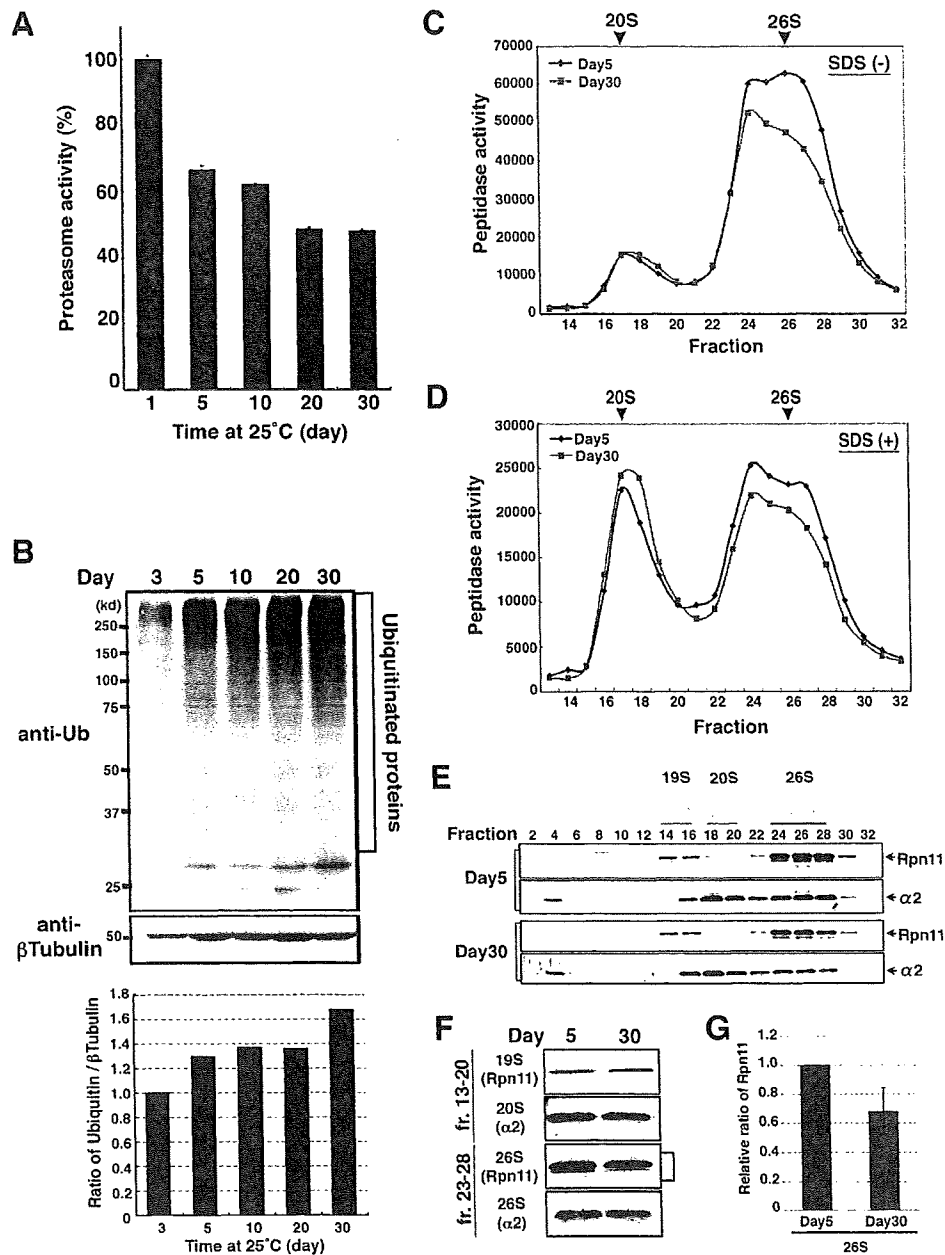 A
100
80
60
40
20
0
Proteasome activity (%)
1 5 10 20 30
Time at 25°C (day)
B
Day 3 5 10 20 30
(kd)
250
150
100
75
50
37
25
anti-Ub
Ubiquitinated proteins
anti-
βTubulin
50
1.8
1.6
1.4
1.2
1.0
0.8
0.6
0.4
0.2
0
Ratio of Ubiquitin / βTubulin
3 5 10 20 30
Time at 25°C (day)
C
20S 26S
70000
60000
50000
40000
30000
20000
10000
0
Peptidase activity
Day5
Day30
SDS (-)
14 16 18 20 22 24 26 28 30 32
Fraction
D
20S 26S
30000
25000
20000
15000
10000
5000
0
Peptidase activity
Day5
Day30
SDS (+)
14 16 18 20 22 24 26 28 30 32
Fraction
E
19S 20S 26S
Fraction 2 4 6 8 10 12 14 16 18 20 22 24 26 28 30 32
Day5
Rpn11
α2
Day30
Rpn11
α2
F
Day 5 30
fr. 13-20
19S
(Rpn11)
20S
(α2)
fr. 23-28
26S
(Rpn11)
26S
(α2)
G
1.2
1.0
0.8
0.6
0.4
0.2
0
Relative ratio of Rpn11
Day5 Day30
26S